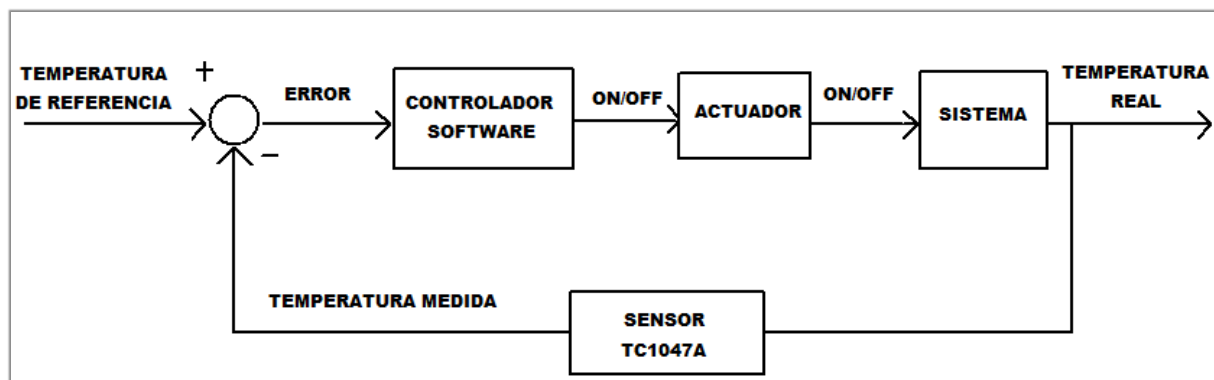 TEMPERATURA
DE REFERENCIA
+
−
ERROR
CONTROLADOR
SOFTWARE
ON/OFF
ACTUADOR
ON/OFF
SISTEMA
TEMPERATURA
REAL
TEMPERATURA MEDIDA
SENSOR
TC1047A